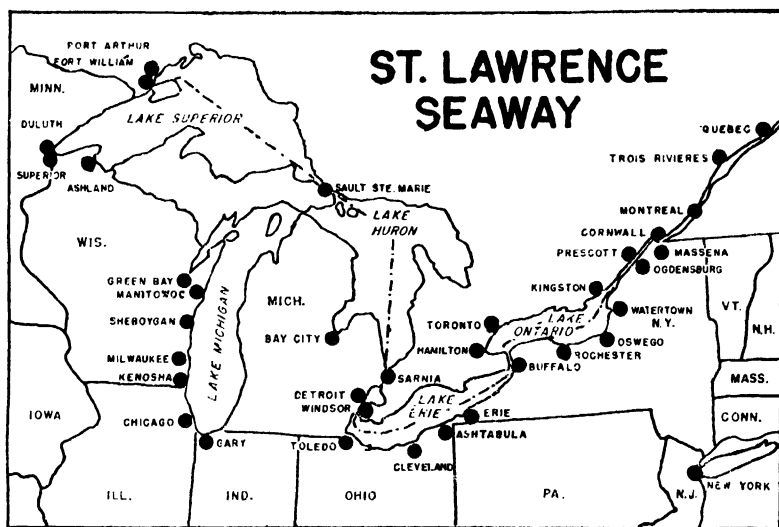 ST. LAWRENCE
SEAWAY
PORT ARTHUR
FORT WILLIAM
MINN.
LAKE SUPERIOR
DULUTH
SUPERIOR
ASHLAND
SAULT STE. MARIE
LAKE
HURON
QUEBEC
TROIS RIVIERES
MONTREAL
CORNWALL
PRESCOTT
MASSENA
OGDENSBURG
KINGSTON
WIS.
GREEN BAY
MANITOWOC
SHEBOYGAN
MILWAUKEE
KENOSHA
CHICAGO
GARY
LAKE MICHIGAN
MICH.
BAY CITY
TORONTO
HAMILTON
LAKE
ONTARIO
WATERTOWN
N.Y.
OSWEGO
ROCHESTER
BUFFALO
VT.
N.H.
MASS.
CONN.
SARNIA
DETROIT
WINDSOR
LAKE
ERIE
ERIE
ASHTABULA
CLEVELAND
TOLEDO
IOWA
ILL.
IND.
OHIO
PA.
N.J.
NEW YORK